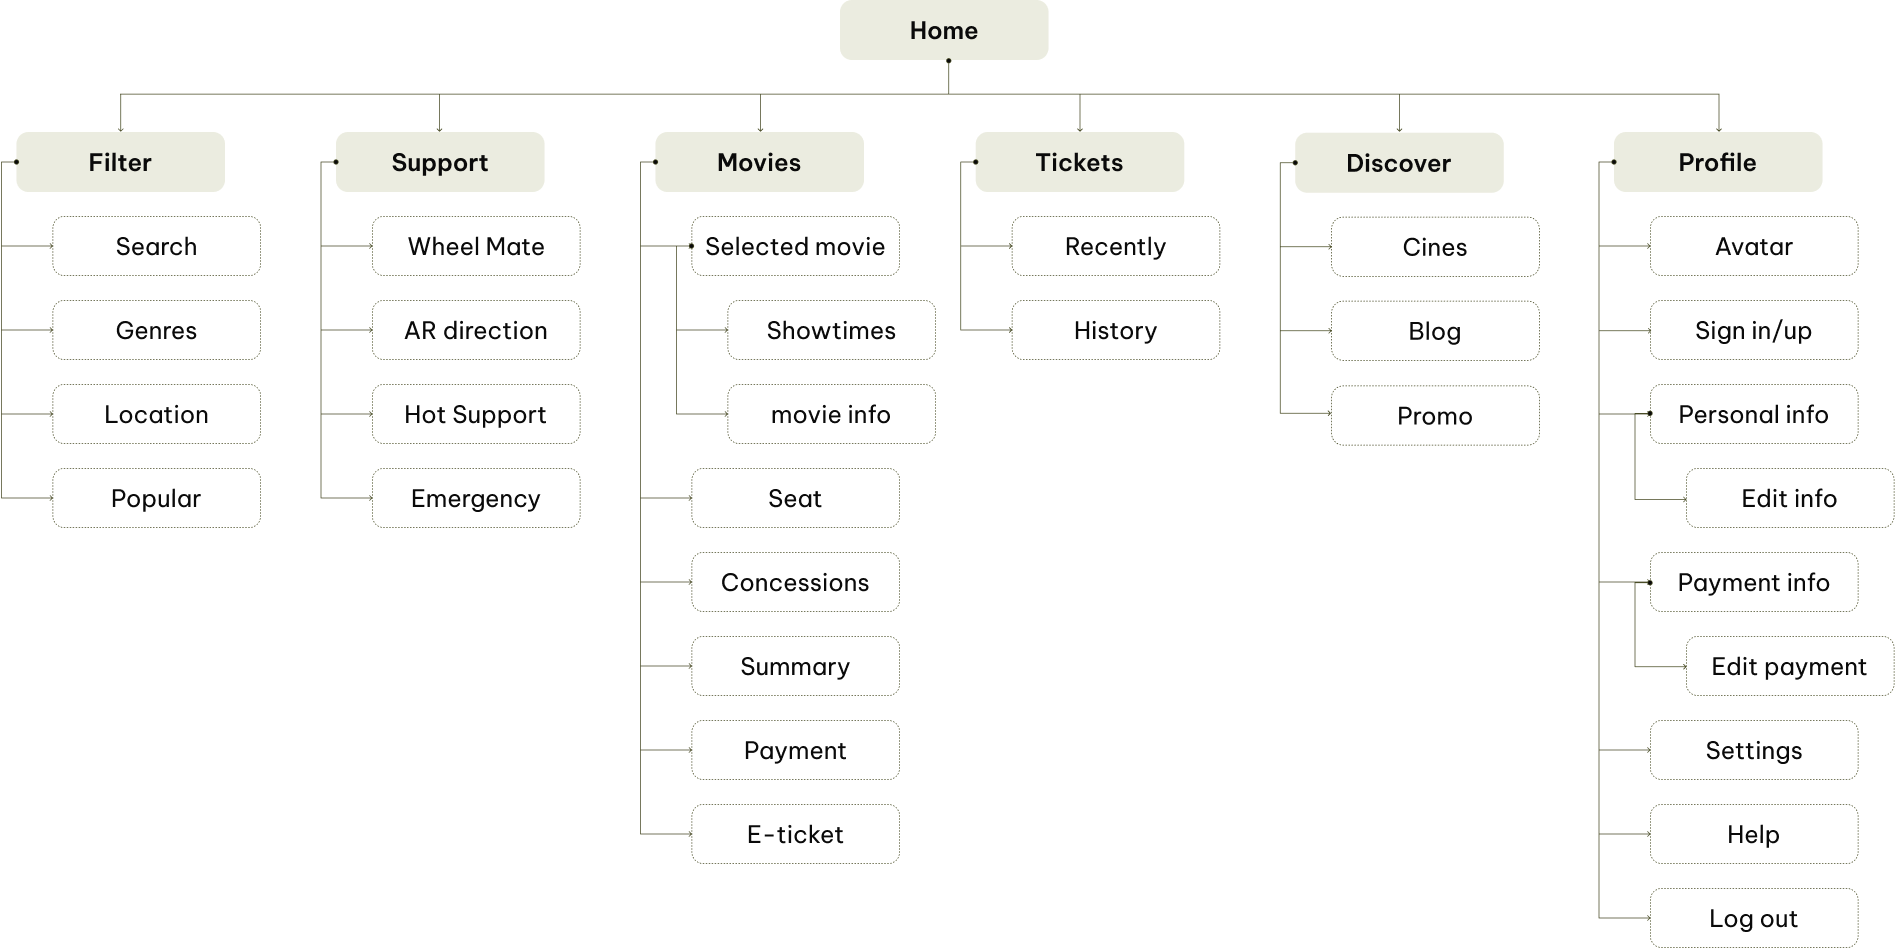 Home
Filter
Search
Genres
Location
Popular
Support
Wheel Mate
AR direction
Hot Support
Emergency
Movies
Selected movie
Showtimes
movie info
Seat
Concessions
Summary
Payment
E-ticket
Tickets
Recently
History
Discover
Cines
Blog
Promo
Profile
Avatar
Sign in/up
Personal info
Edit info
Payment info
Edit payment
Settings
Help
Log out